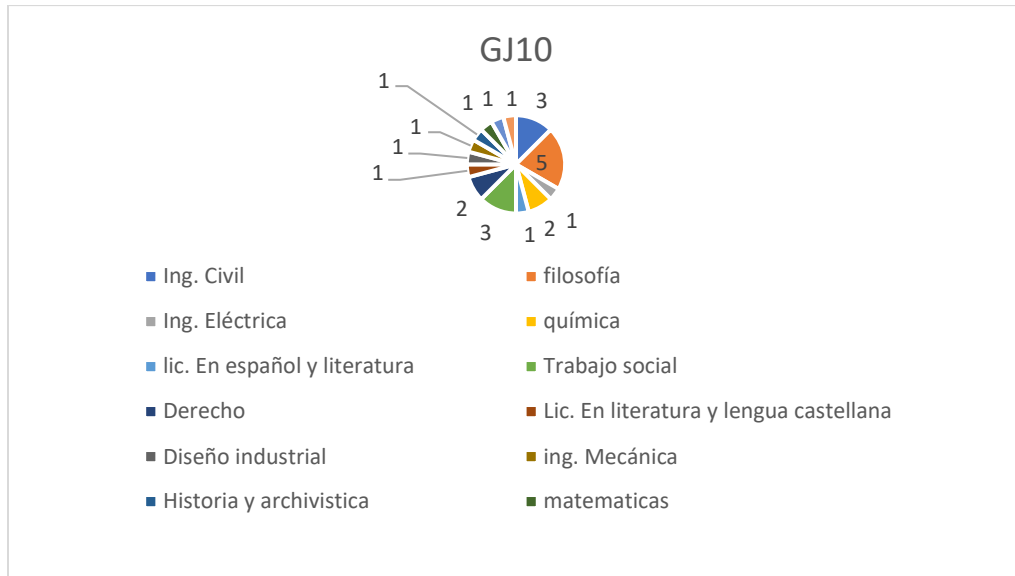 GJ10
1
1 1 1 3
1
1
1
5
2
3
1
2
1
Ing. Civil
filosofía
Ing. Eléctrica
química
lic. En español y literatura
Trabajo social
Derecho
Lic. En literatura y lengua castellana
Diseño industrial
ing. Mecánica
Historia y archivistica
matematicas